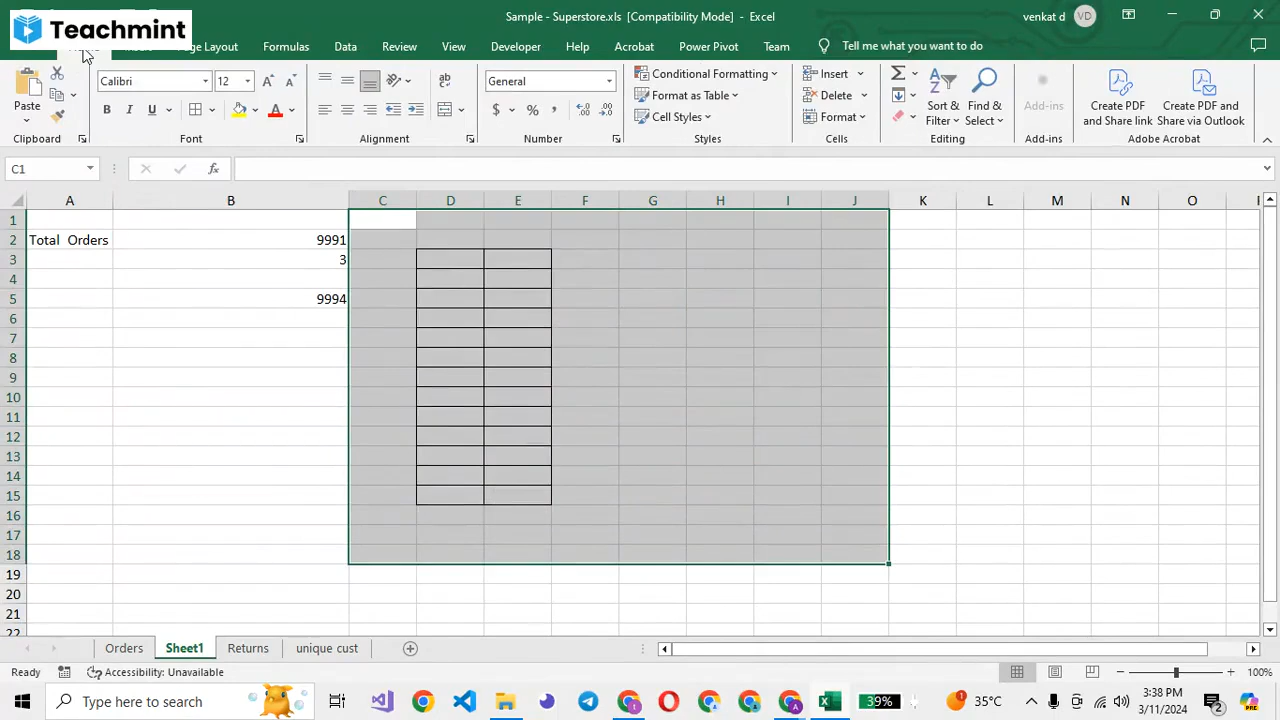 Teachmint
Sample - Superstore.xls [Compatibility Mode] - Excel
venkat d
VD
Page Layout
Formulas
Data
Review
View
Developer
Help
Acrobat
Power Pivot
Team
Tell me what you want to do
Paste
Clipboard
Calibri
12
B I U
Font
Alignment
General
$ % ,
Number
Conditional Formatting
Format as Table
Cell Styles
Styles
Insert
Delete
Format
Cells
Sort & Filter
Find & Select
Editing
Add-ins
Add-ins
Create PDF and Share link
Create PDF and Share via Outlook
Adobe Acrobat
C1
fx
A B C D E F G H I J K L M N O
1
2 Total Orders 9991
3 3
4
5 9994
6
7
8
9
10
11
12
13
14
15
16
17
18
19
20
21
22
Orders
Sheet1
Returns
unique cust
Ready
Accessibility: Unavailable
100%
Type here to search
39%
1
35°C
3:38 PM
3/11/2024
2